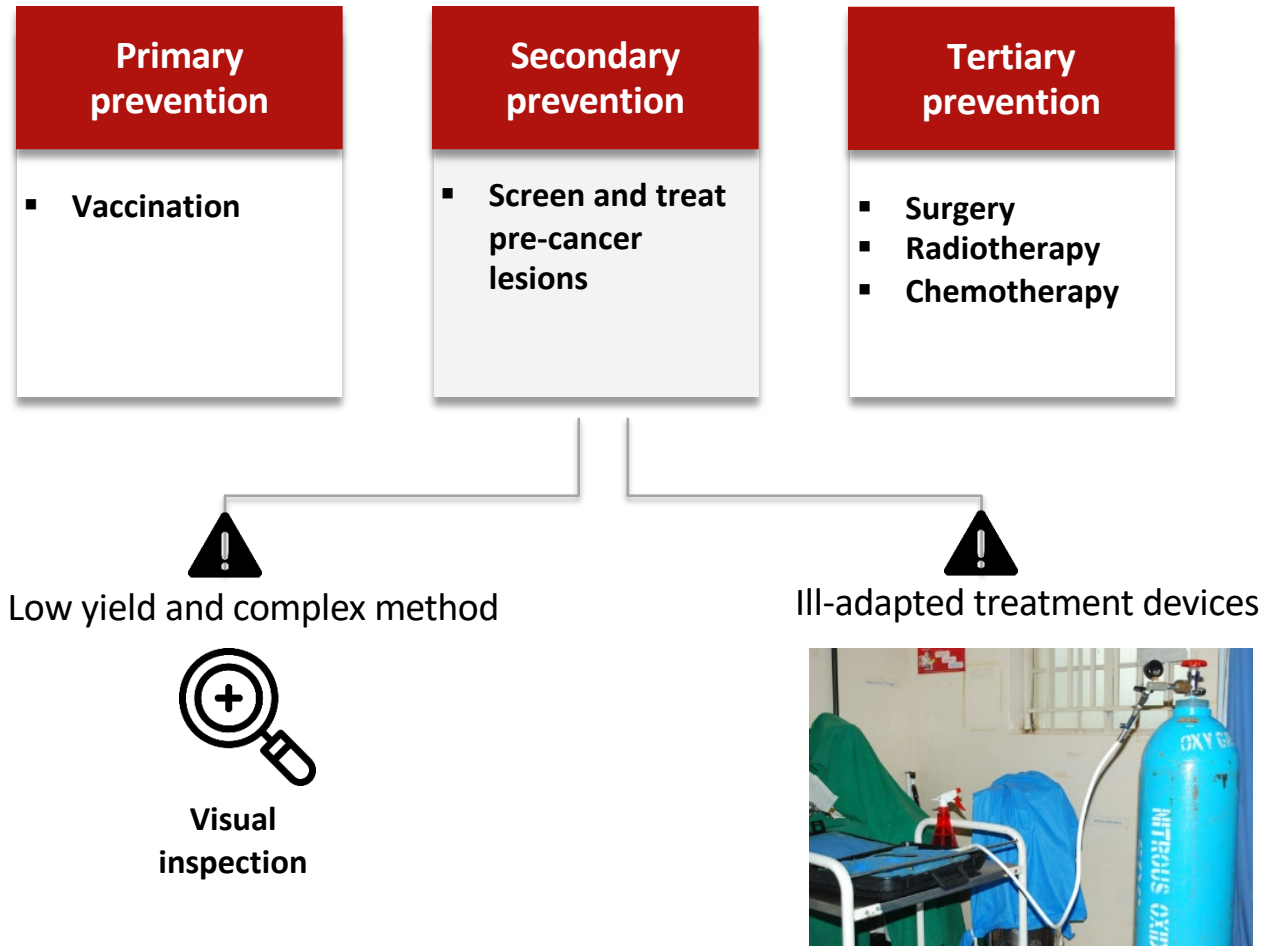 Primary
prevention
▪ Vaccination
Secondary
prevention
▪ Screen and treat
pre-cancer
lesions
Tertiary
prevention
▪ Surgery
▪ Radiotherapy
▪ Chemotherapy
Low yield and complex method
Visual
inspection
Ill-adapted treatment devices
NITROUS